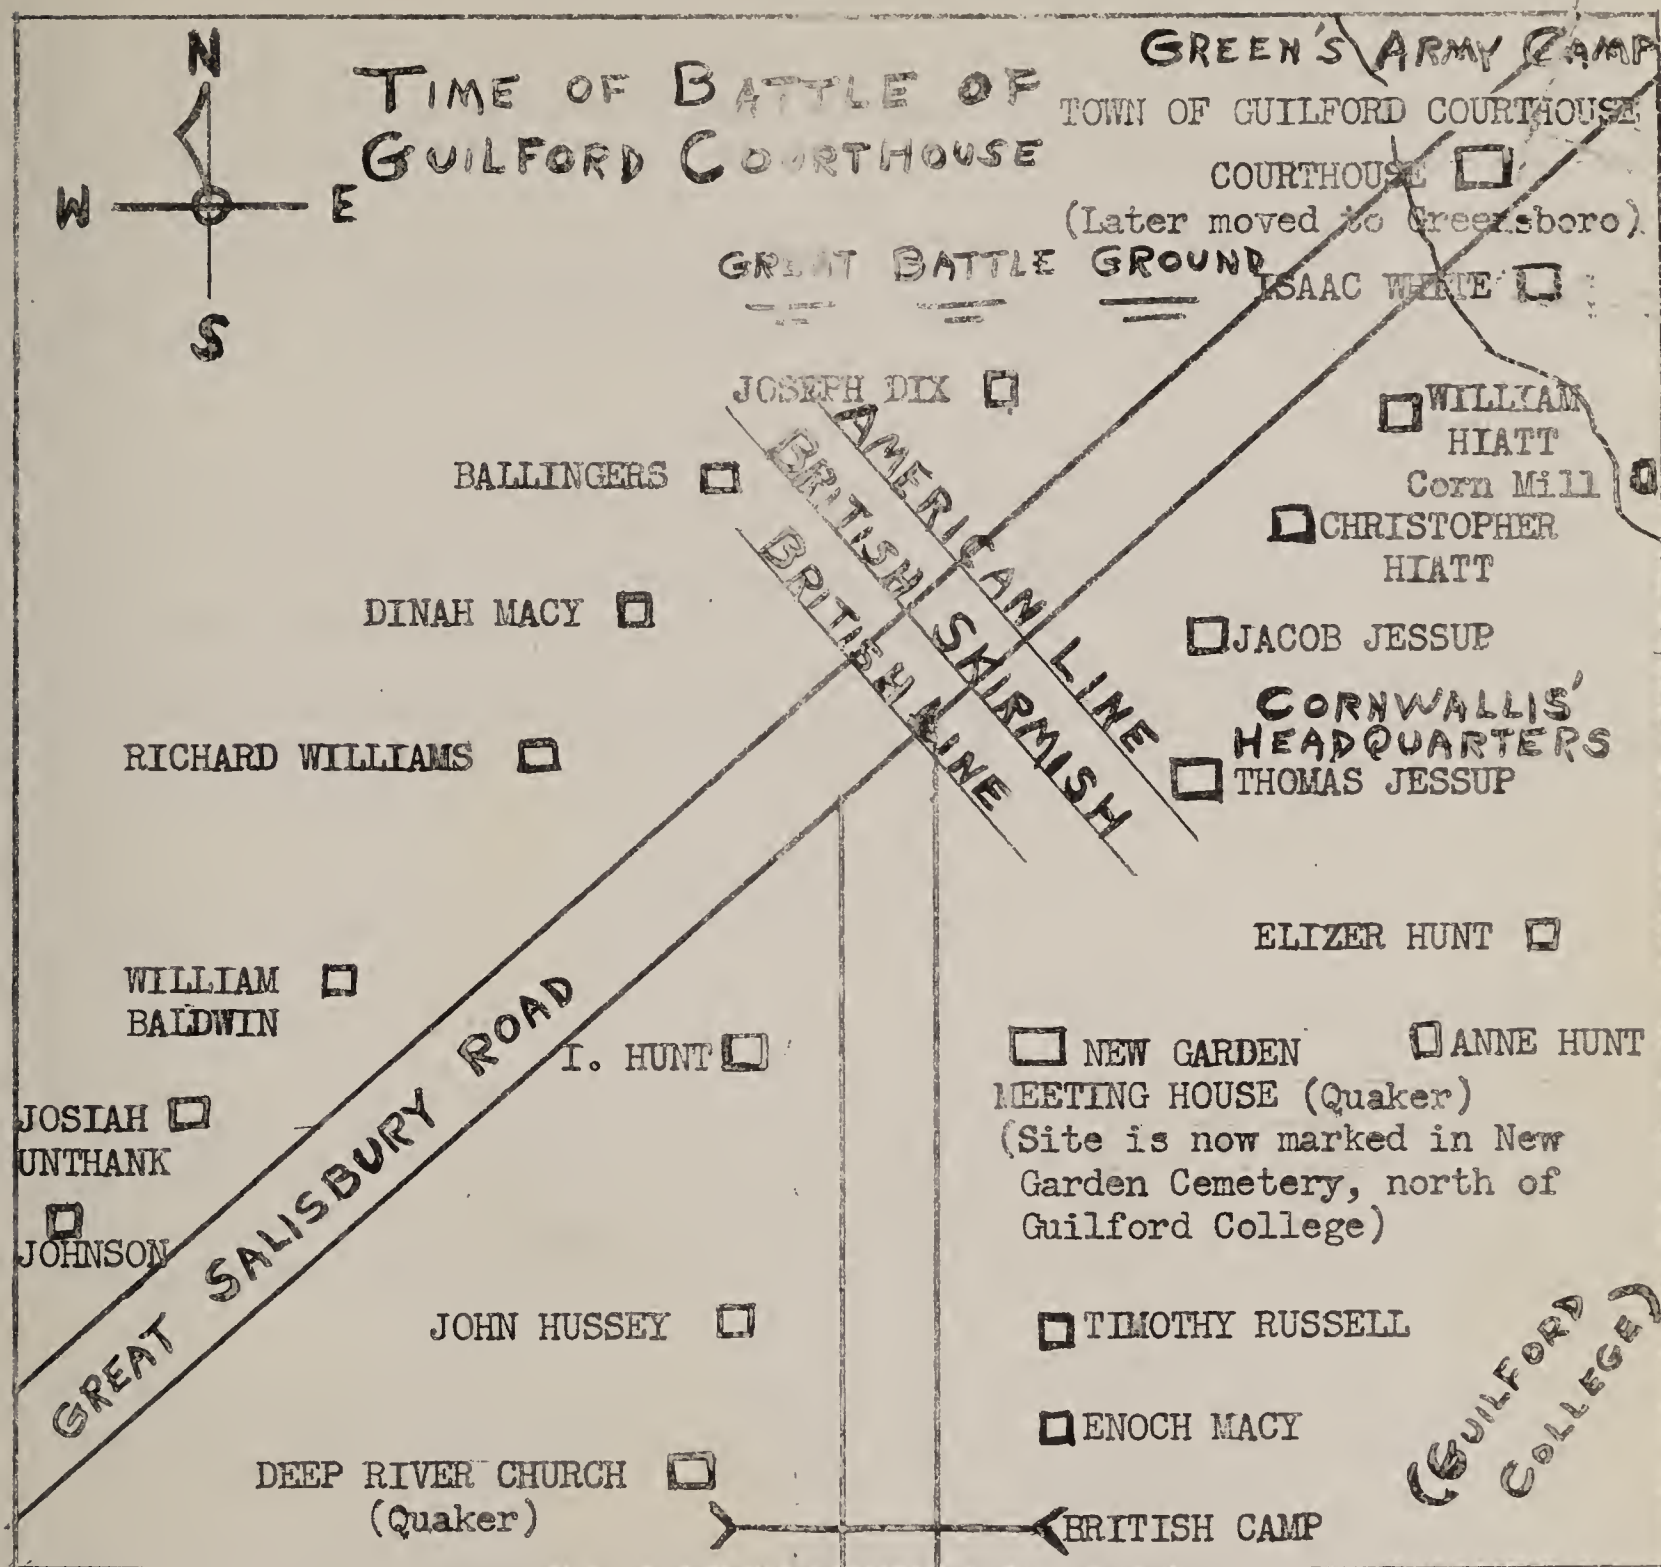 N
W E
S
TIME OF BATTLE OF
GUILFORD COURTHOUSE
GREEN'S ARMY CAMP
TOWN OF GUILFORD COURTHOUSE
COURTHOUSE
(Later moved to Greensboro)
GREAT BATTLE GROUND
ISAAC WHITE
JOSEPH DIX
WILLIAM
HIATT
Corn Mill
BALLINGERS
AMERICAN LINE
BRITISH SKIRMISH
BRITISH LINE
CHRISTOPHER
HIATT
DINAH MACY
JACOB JESSUP
CORNWALLIS'
HEADQUARTERS
THOMAS JESSUP
RICHARD WILLIAMS
ELIZER HUNT
WILLIAM
BALDWIN
I. HUNT
NEW GARDEN
MEETING HOUSE (Quaker)
(Site is now marked in New
Garden Cemetery, north of
Guilford College)
ANNE HUNT
JOSIAH
UNTHANK
JOHNSON
GREAT SALISBURY ROAD
JOHN HUSSEY
TIMOTHY RUSSELL
ENOCH MACY
(GUILFORD
COLLEGE)
DEEP RIVER CHURCH
(Quaker)
BRITISH CAMP